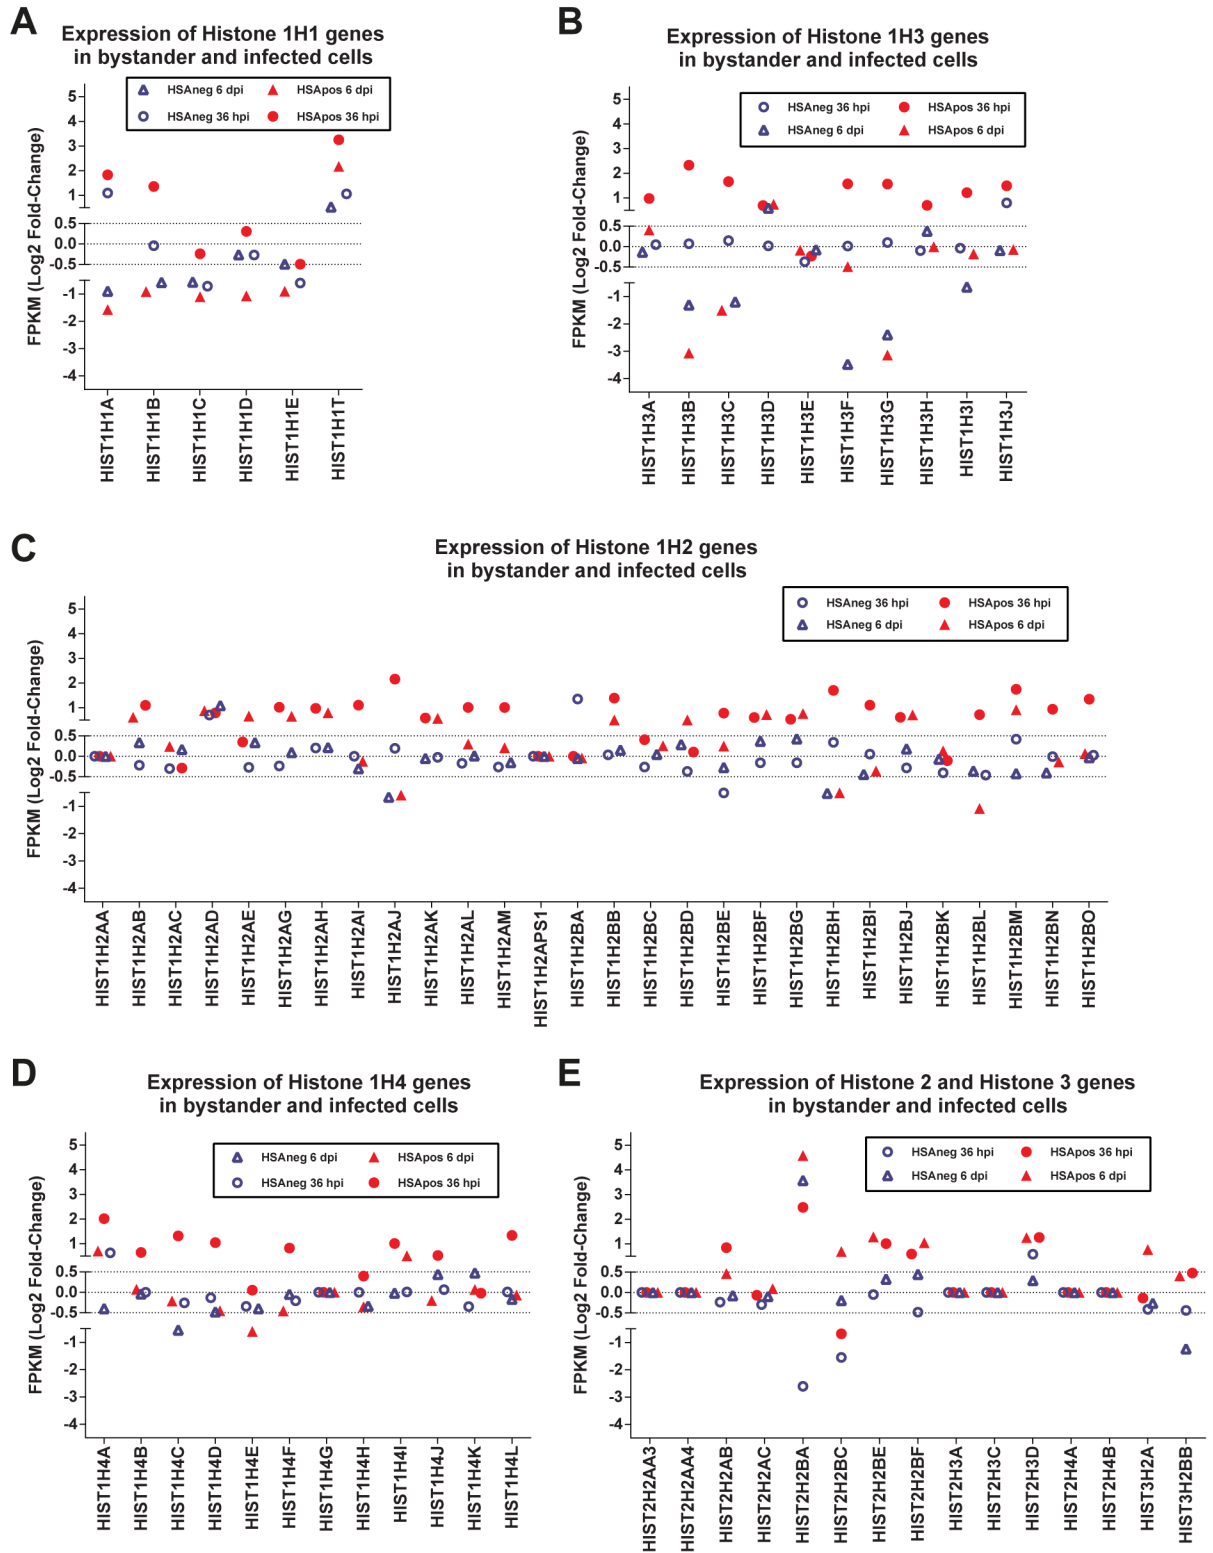 A
Expression of Histone 1H1 genes
in bystander and infected cells
HSAneg 6 dpi
HSApos 6 dpi
HSAneg 36 hpi
HSApos 36 hpi
FPKM (Log2 Fold-Change)
5
4
3
2
1
0.5
0.0
-0.5
-1
-2
-3
-4
HIST1H1A
HIST1H1B
HIST1H1C
HIST1H1D
HIST1H1E
HIST1H1T
B
Expression of Histone 1H3 genes
in bystander and infected cells
HSAneg 36 hpi
HSApos 36 hpi
HSAneg 6 dpi
HSApos 6 dpi
FPKM (Log2 Fold-Change)
5
4
3
2
1
0.5
0.0
-0.5
-1
-2
-3
-4
HIST1H3A
HIST1H3B
HIST1H3C
HIST1H3D
HIST1H3E
HIST1H3F
HIST1H3G
HIST1H3H
HIST1H3I
HIST1H3J
C
Expression of Histone 1H2 genes
in bystander and infected cells
HSAneg 36 hpi
HSApos 36 hpi
HSAneg 6 dpi
HSApos 6 dpi
FPKM (Log2 Fold-Change)
5
4
3
2
1
0.5
0.0
-0.5
-1
-2
-3
-4
HIST1H2AA
HIST1H2AB
HIST1H2AC
HIST1H2AD
HIST1H2AE
HIST1H2AG
HIST1H2AH
HIST1H2AI
HIST1H2AJ
HIST1H2AK
HIST1H2AL
HIST1H2AM
HIST1H2APS1
HIST1H2BA
HIST1H2BB
HIST1H2BC
HIST1H2BD
HIST1H2BE
HIST1H2BF
HIST1H2BG
HIST1H2BH
HIST1H2BI
HIST1H2BJ
HIST1H2BK
HIST1H2BL
HIST1H2BM
HIST1H2BN
HIST1H2BO
D
Expression of Histone 1H4 genes
in bystander and infected cells
HSAneg 6 dpi
HSApos 6 dpi
HSAneg 36 hpi
HSApos 36 hpi
FPKM (Log2 Fold-Change)
5
4
3
2
1
0.5
0.0
-0.5
-1
-2
-3
-4
HIST1H4A
HIST1H4B
HIST1H4C
HIST1H4D
HIST1H4E
HIST1H4F
HIST1H4G
HIST1H4H
HIST1H4I
HIST1H4J
HIST1H4K
HIST1H4L
E
Expression of Histone 2 and Histone 3 genes
in bystander and infected cells
HSAneg 36 hpi
HSApos 36 hpi
HSAneg 6 dpi
HSApos 6 dpi
FPKM (Log2 Fold-Change)
5
4
3
2
1
0.5
0.0
-0.5
-1
-2
-3
-4
HIST2H2AA3
HIST2H2AA4
HIST2H2AB
HIST2H2AC
HIST2H2BA
HIST2H2BC
HIST2H2BE
HIST2H2BF
HIST2H3A
HIST2H3C
HIST2H3D
HIST2H4A
HIST2H4B
HIST3H2A
HIST3H2BB